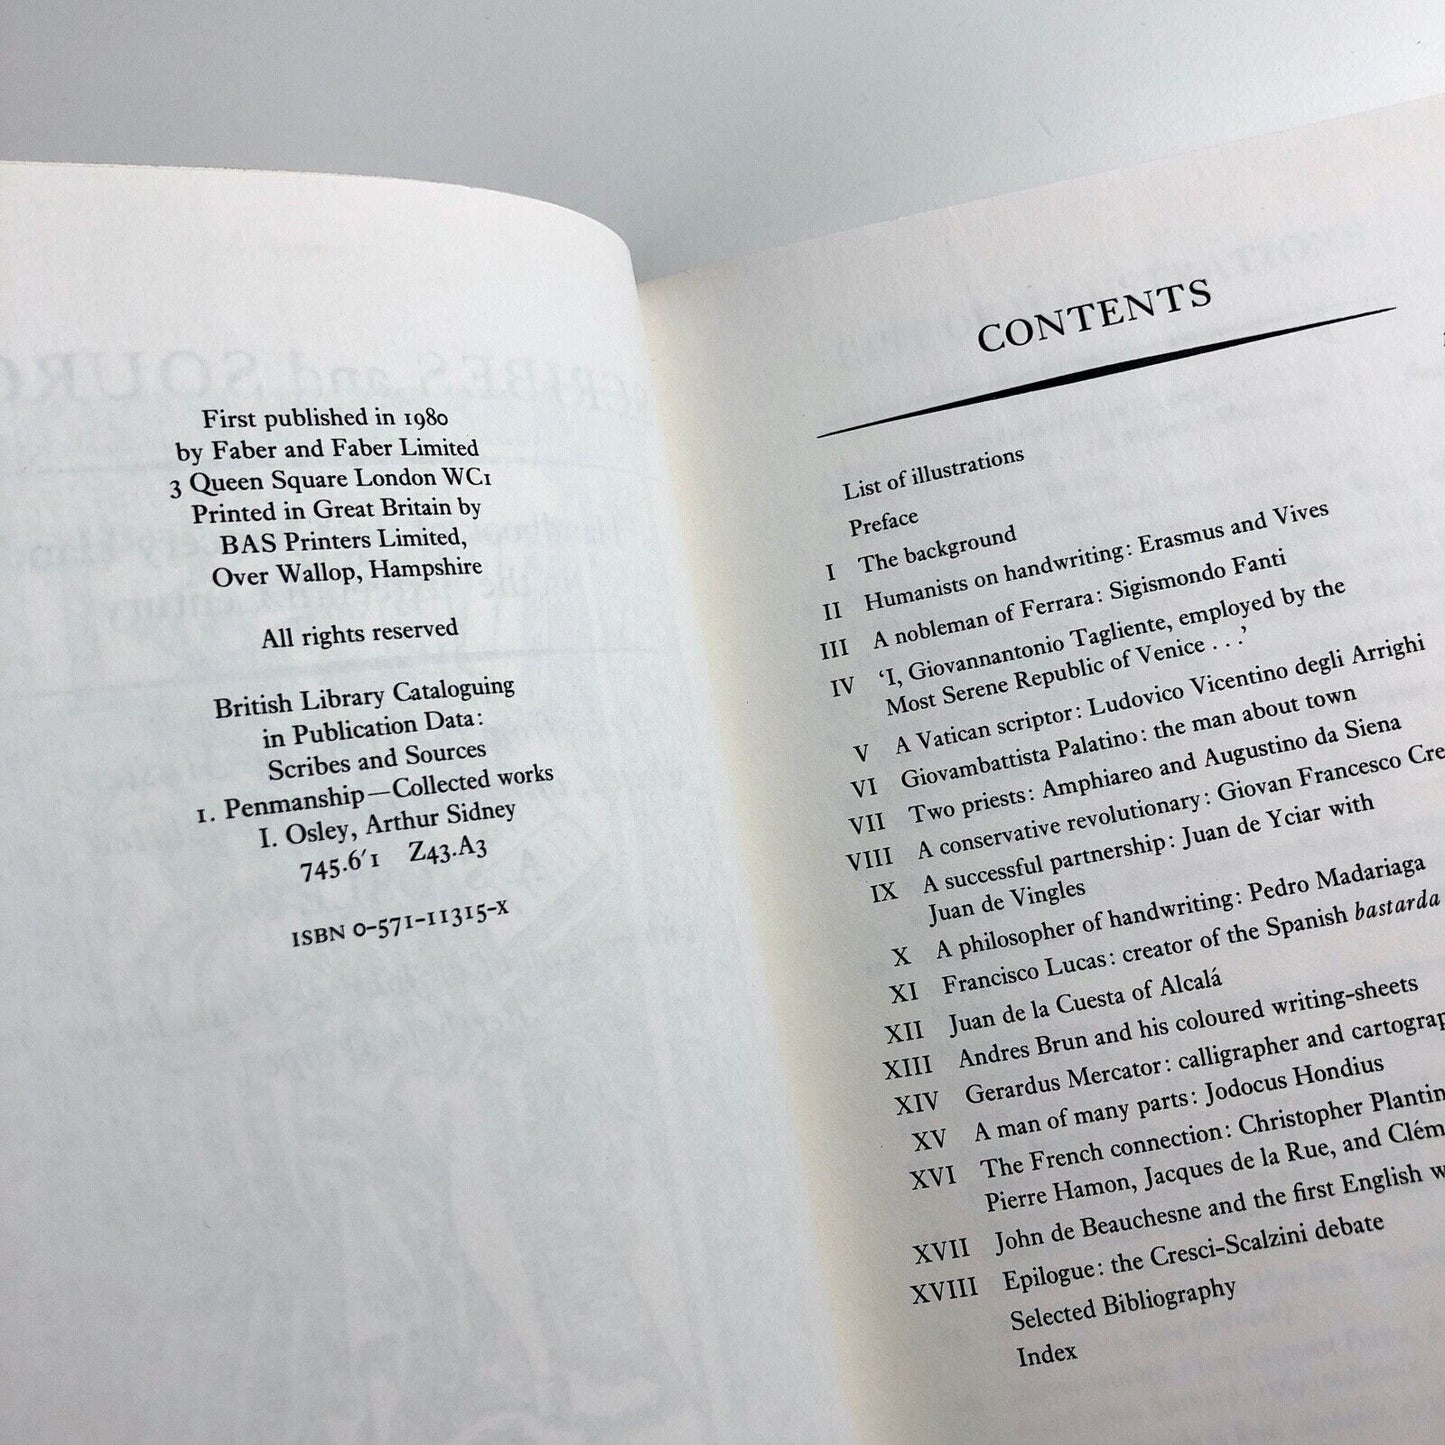 First published in 1980
by Faber and Faber Limited
3 Queen Square London WC1
Printed in Great Britain by
BAS Printers Limited,
Over Wallop, Hampshire
All rights reserved
British Library Cataloguing
in Publication Data:
Scribes and Sources
1. Penmanship—Collected works
I. Osley, Arthur Sidney
745.6'1 Z43.A3
ISBN 0-571-11315-X
CONTENTS
List of illustrations
Preface
I The background
II Humanists on handwriting: Erasmus and Vives
III A nobleman of Ferrara: Sigismondo Fanti
IV ‘I, Giovannantonio Tagliente, employed by the
Most Serene Republic of Venice . . .’
V A Vatican scriptor: Ludovico Vicentino degli Arrighi
VI Giovambattista Palatino: the man about town
VII Two priests: Amphiareo and Augustino da Siena
VIII A conservative revolutionary: Giovan Francesco Cre
IX A successful partnership: Juan de Yciar with
Juan de Vingles
X A philosopher of handwriting: Pedro Madariaga
XI Francisco Lucas: creator of the Spanish bastarda
XII Juan de la Cuesta of Alcalá
XIII Andres Brun and his coloured writing-sheets
XIV Gerardus Mercator: calligrapher and cartograp
XV A man of many parts: Jodocus Hondius
XVI The French connection: Christopher Plantin
Pierre Hamon, Jacques de la Rue, and Clém
XVII John de Beauchesne and the first English w
XVIII Epilogue: the Cresci-Scalzini debate
Selected Bibliography
Index